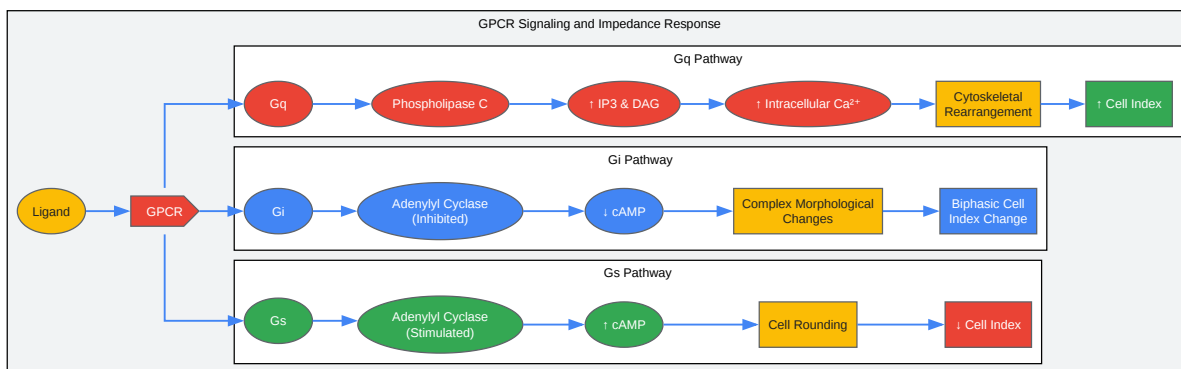 GPCR Signaling and Impedance Response
Gq Pathway
Gq
Phospholipase C
↑ IP3 & DAG
↑ Intracellular Ca²⁺
Cytoskeletal
Rearrangement
↑ Cell Index
Gi Pathway
Ligand
GPCR
Gi
Adenylyl Cyclase
(Inhibited)
↓ cAMP
Complex Morphological
Changes
Biphasic Cell
Index Change
Gs Pathway
Gs
Adenylyl Cyclase
(Stimulated)
↑ cAMP
Cell Rounding
↓ Cell Index